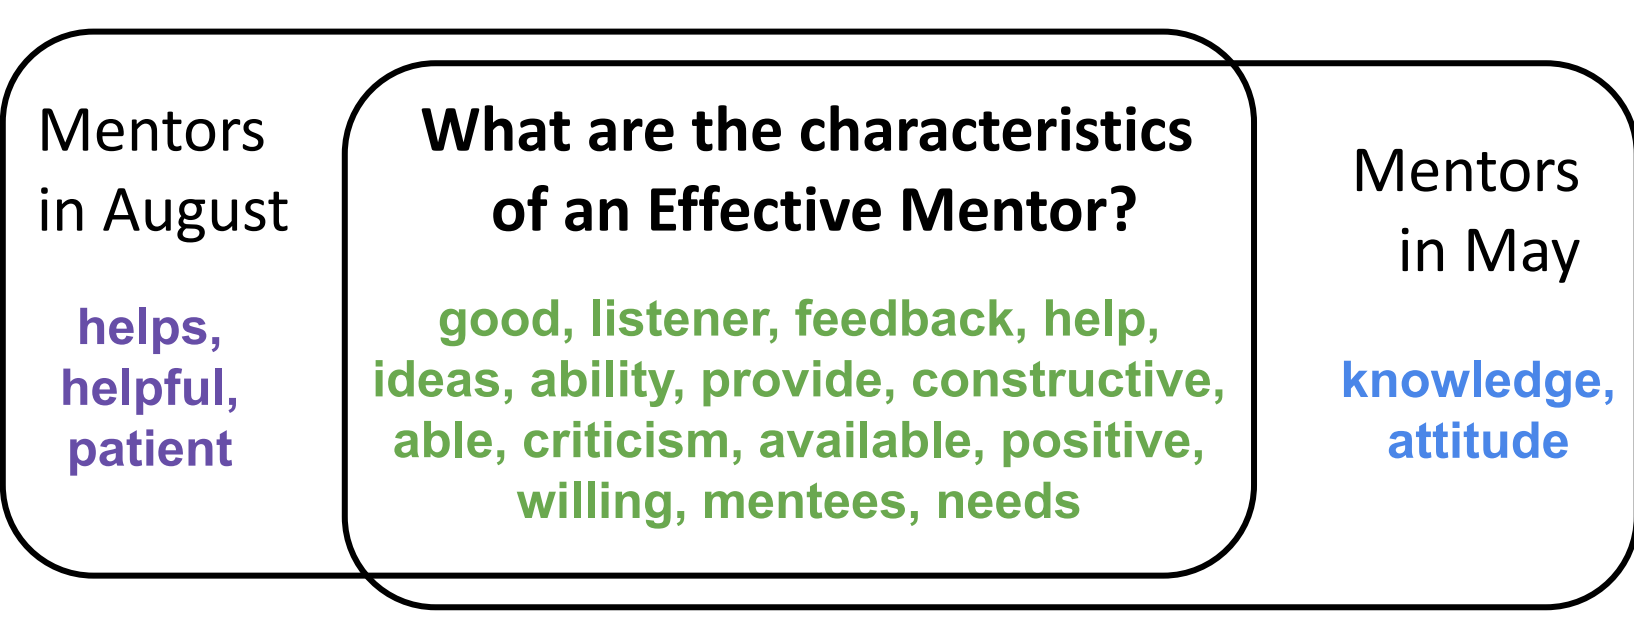 Mentors
in August
helps,
helpful,
patient
What are the characteristics
of an Effective Mentor?
good, listener, feedback, help,
ideas, ability, provide, constructive,
able, criticism, available, positive,
willing, mentees, needs
Mentors
in May
knowledge,
attitude